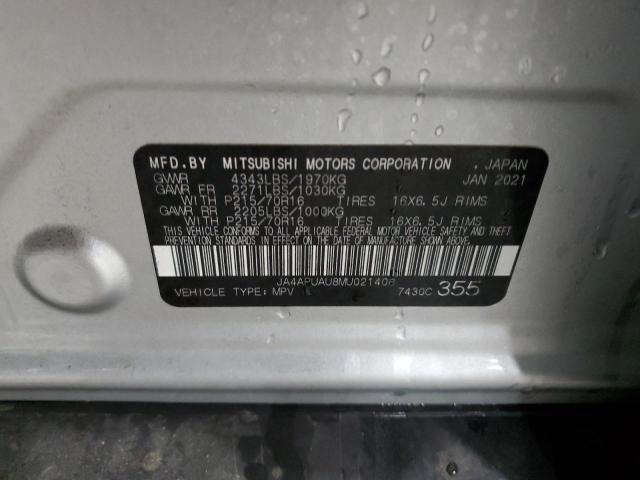 MFD.BY MITSUBISHI MOTORS CORPORATION , JAPAN
GVWR 4343LBS/1970KG JAN 2021
GAWR FR 2271LBS/1030KG
WITH P215/70R16 TIRES 16X6.5J RIMS
GAWR RR 2205LBS/1000KG
WITH P215/70R16 TIRES 16X6.5J RIMS
THIS VEHICLE CONFORMS TO ALL APPLICABLE FEDERAL MOTOR VEHICLE SAFETY AND THEFT
PREVENTION STANDARDS IN EFFECT ON THE DATE OF MANUFACTURE SHOWN ABOVE.
JA4APUAU8MU021406
VEHICLE TYPE: MPV 7430C 355